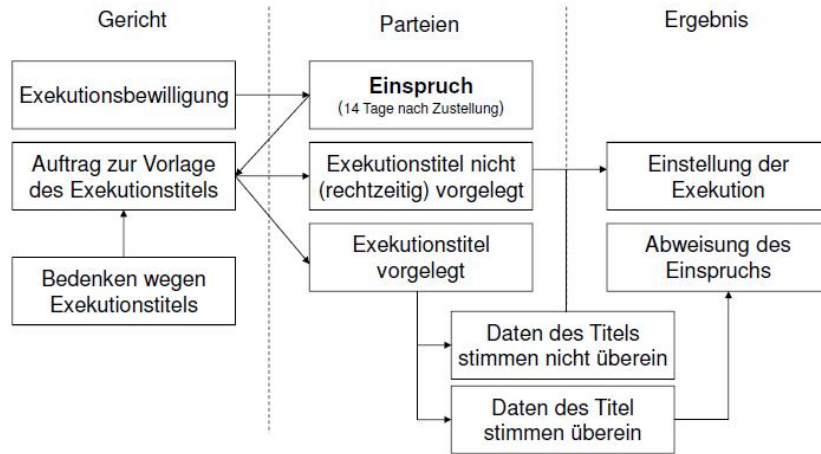 Gericht
Parteien
Ergebnis
Exekutionsbewilligung
Einspruch
(14 Tage nach Zustellung)
Auftrag zur Vorlage
des Exekutionstitels
Exekutionstitel nicht
(rechtzeitig) vorgelegt
Einstellung der
Exekution
Bedenken wegen
Exekutionstitels
Exekutionstitel
vorgelegt
Abweisung des
Einspruchs
Daten des Titels
stimmen nicht überein
Daten des Titel
stimmen überein